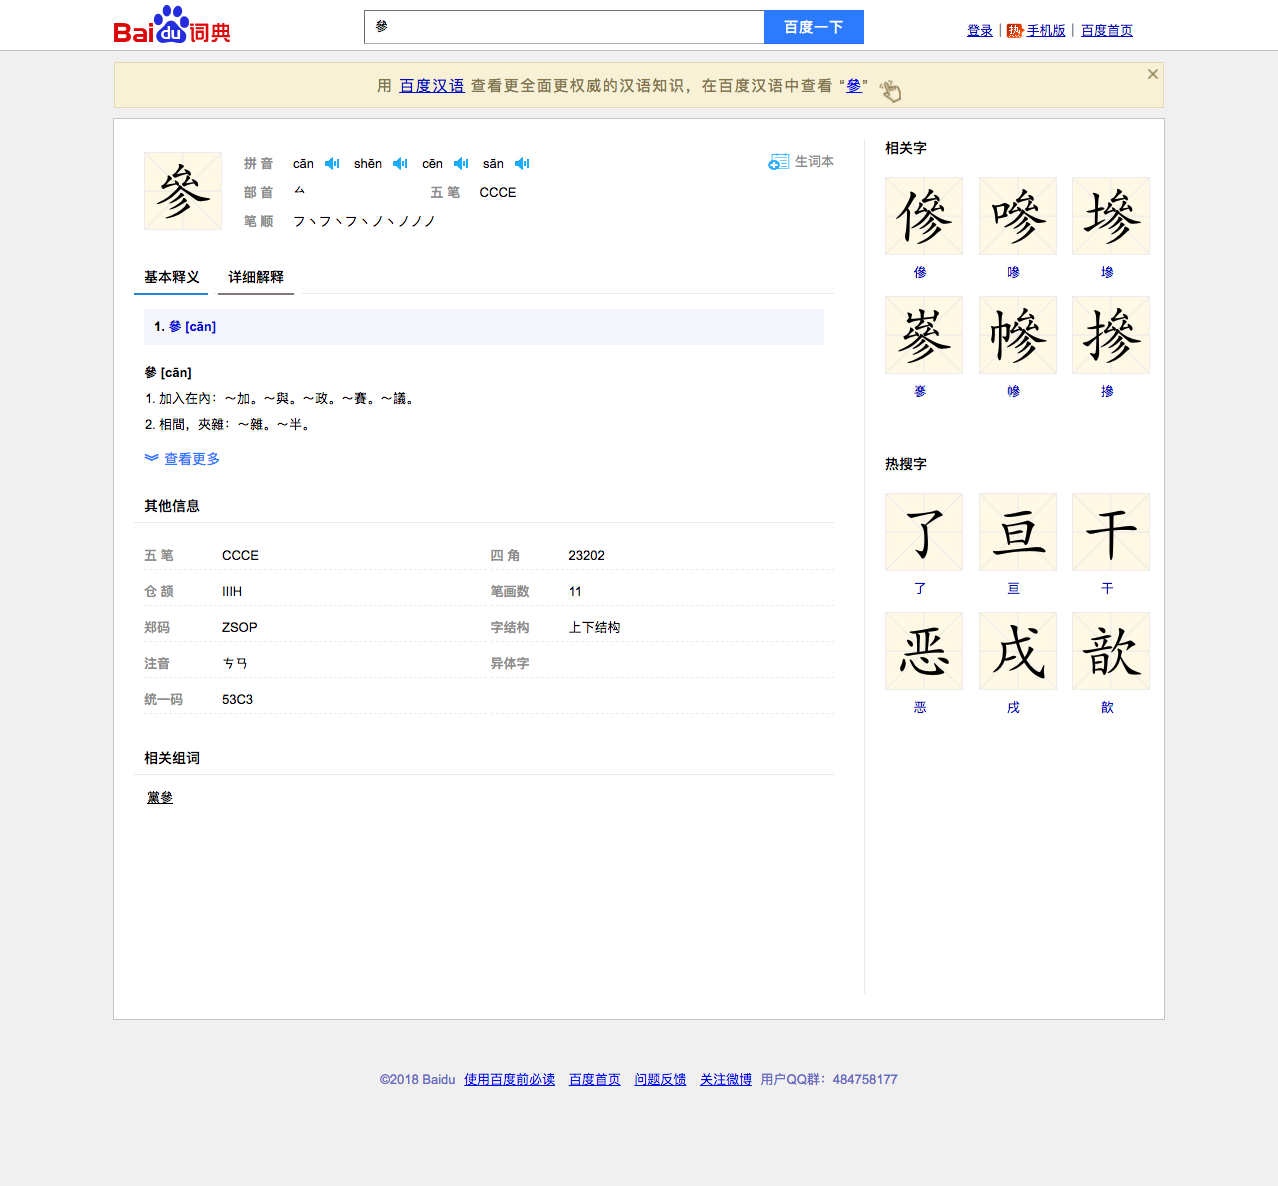 Baidu词典
參
百度一下
登录 | 热 手机版 | 百度首页
用 百度汉语 查看更全面更权威的汉语知识，在百度汉语中查看 “參”
參
拼 音 cān shēn cēn sān
生词本
部 首 厶 五 笔 CCCE
笔 顺 フ丶フ丶フ丶ノ丶ノノノ
基本释义 详细解释
1. 參 [cān]
參 [cān]
1. 加入在內：～加。～與。～政。～賽。～議。
2. 相間，夾雜：～雜。～半。
查看更多
其他信息
五 笔 CCCE 四 角 23202
仓 颉 IIIH 笔画数 11
郑码 ZSOP 字结构 上下结构
注音 ㄘㄢ 异体字
统一码 53C3
相关组词
黨參
相关字
傪 嘇 墋
傪 嘇 墋
嵾 幓 摻
嵾 幓 摻
热搜字
了 亘 干
了 亘 干
恶 戌 歆
恶 戌 歆
©2018 Baidu 使用百度前必读 百度首页 问题反馈 关注微博 用户QQ群：484758177